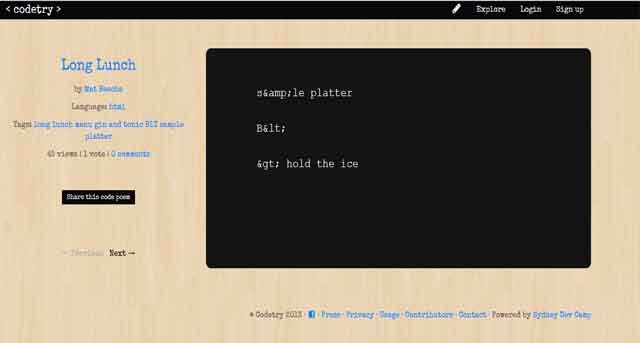 < codetry >
Explore Login Sign up
Long Lunch
by Mat Beeche
Language: html
Tags: long lunch menu gin and tonic BLT sample
platter
45 views | 1 vote | 0 comments
Share this code poem
← Previous Next →
s&amp;le platter
B&lt;
&gt; hold the ice
© Codetry 2013 · Press · Privacy · Usage · Contributors · Contact · Powered by Sydney Dev Camp